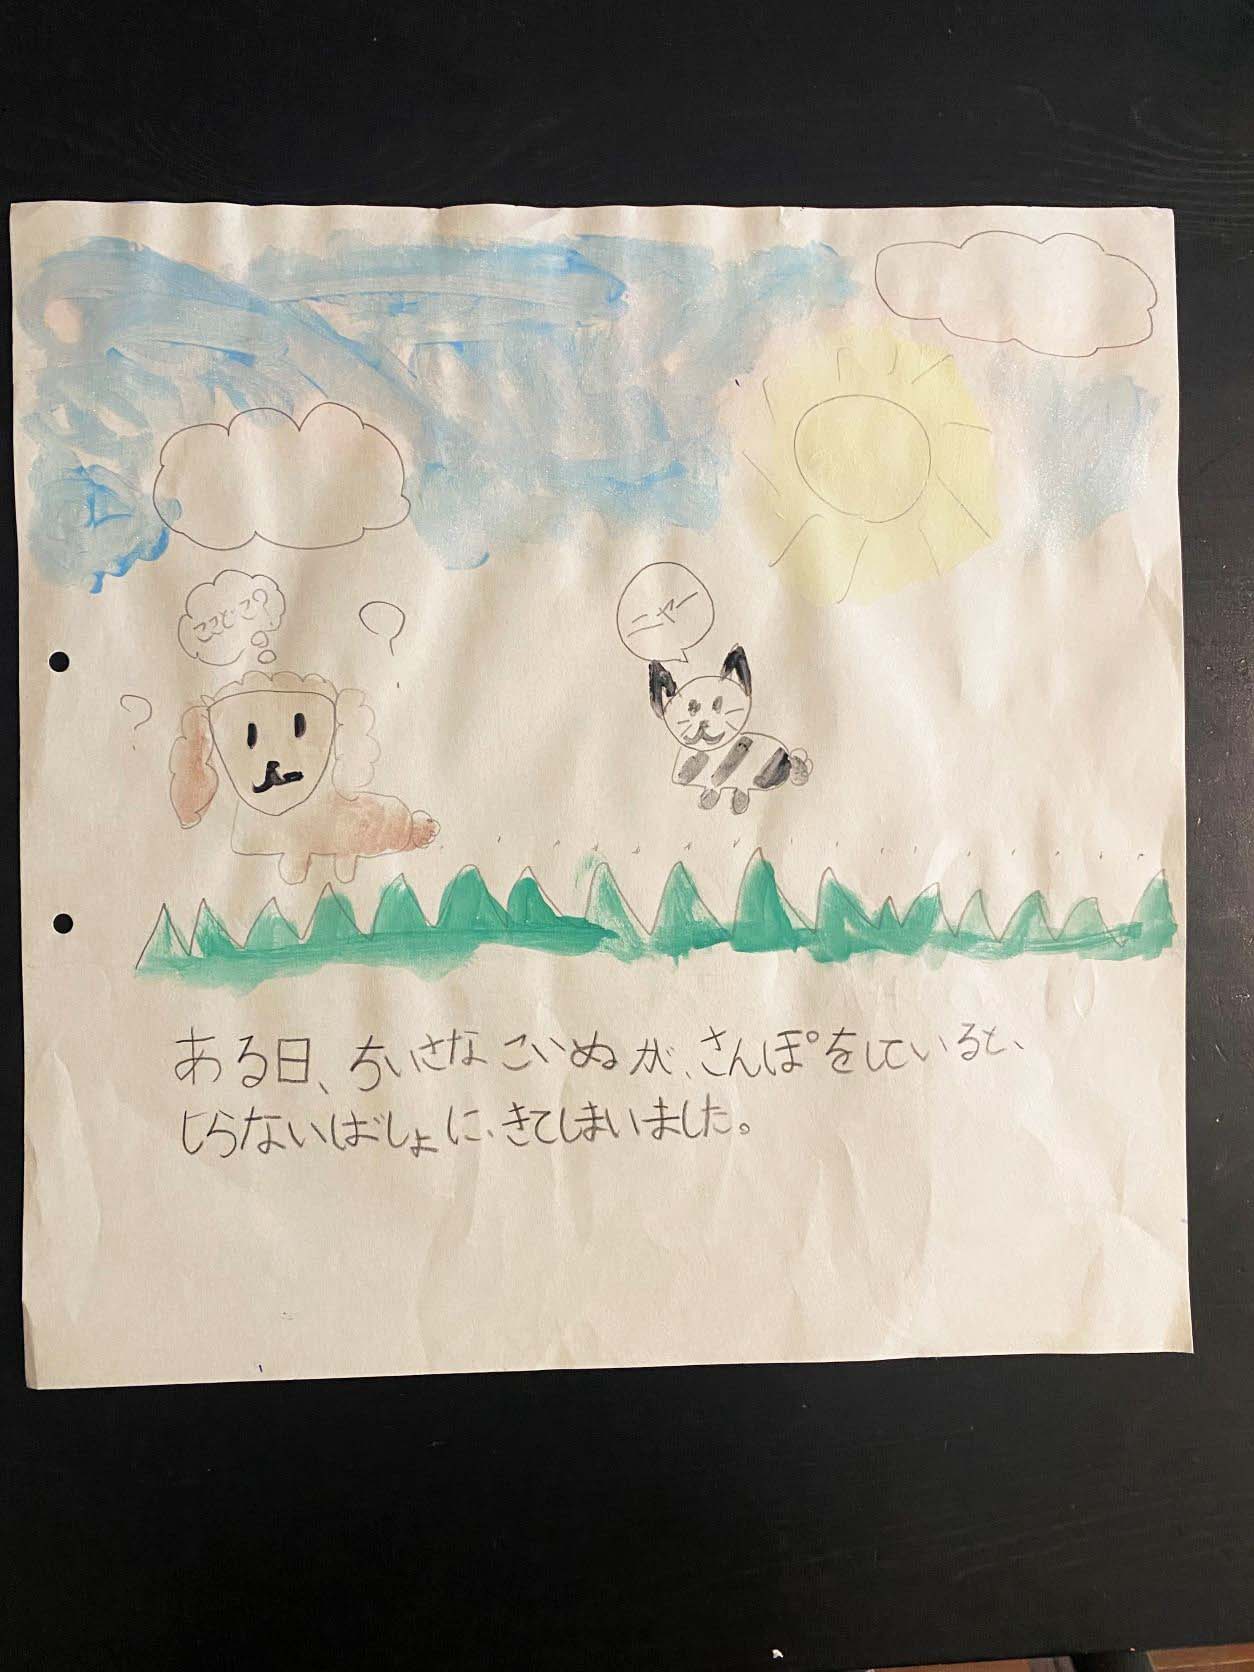 ここ、どこ?
?
?
ニャー
ある日、ちいさなこいぬが、さんぽをしていると、
しらないばしょに、きてしまいました。